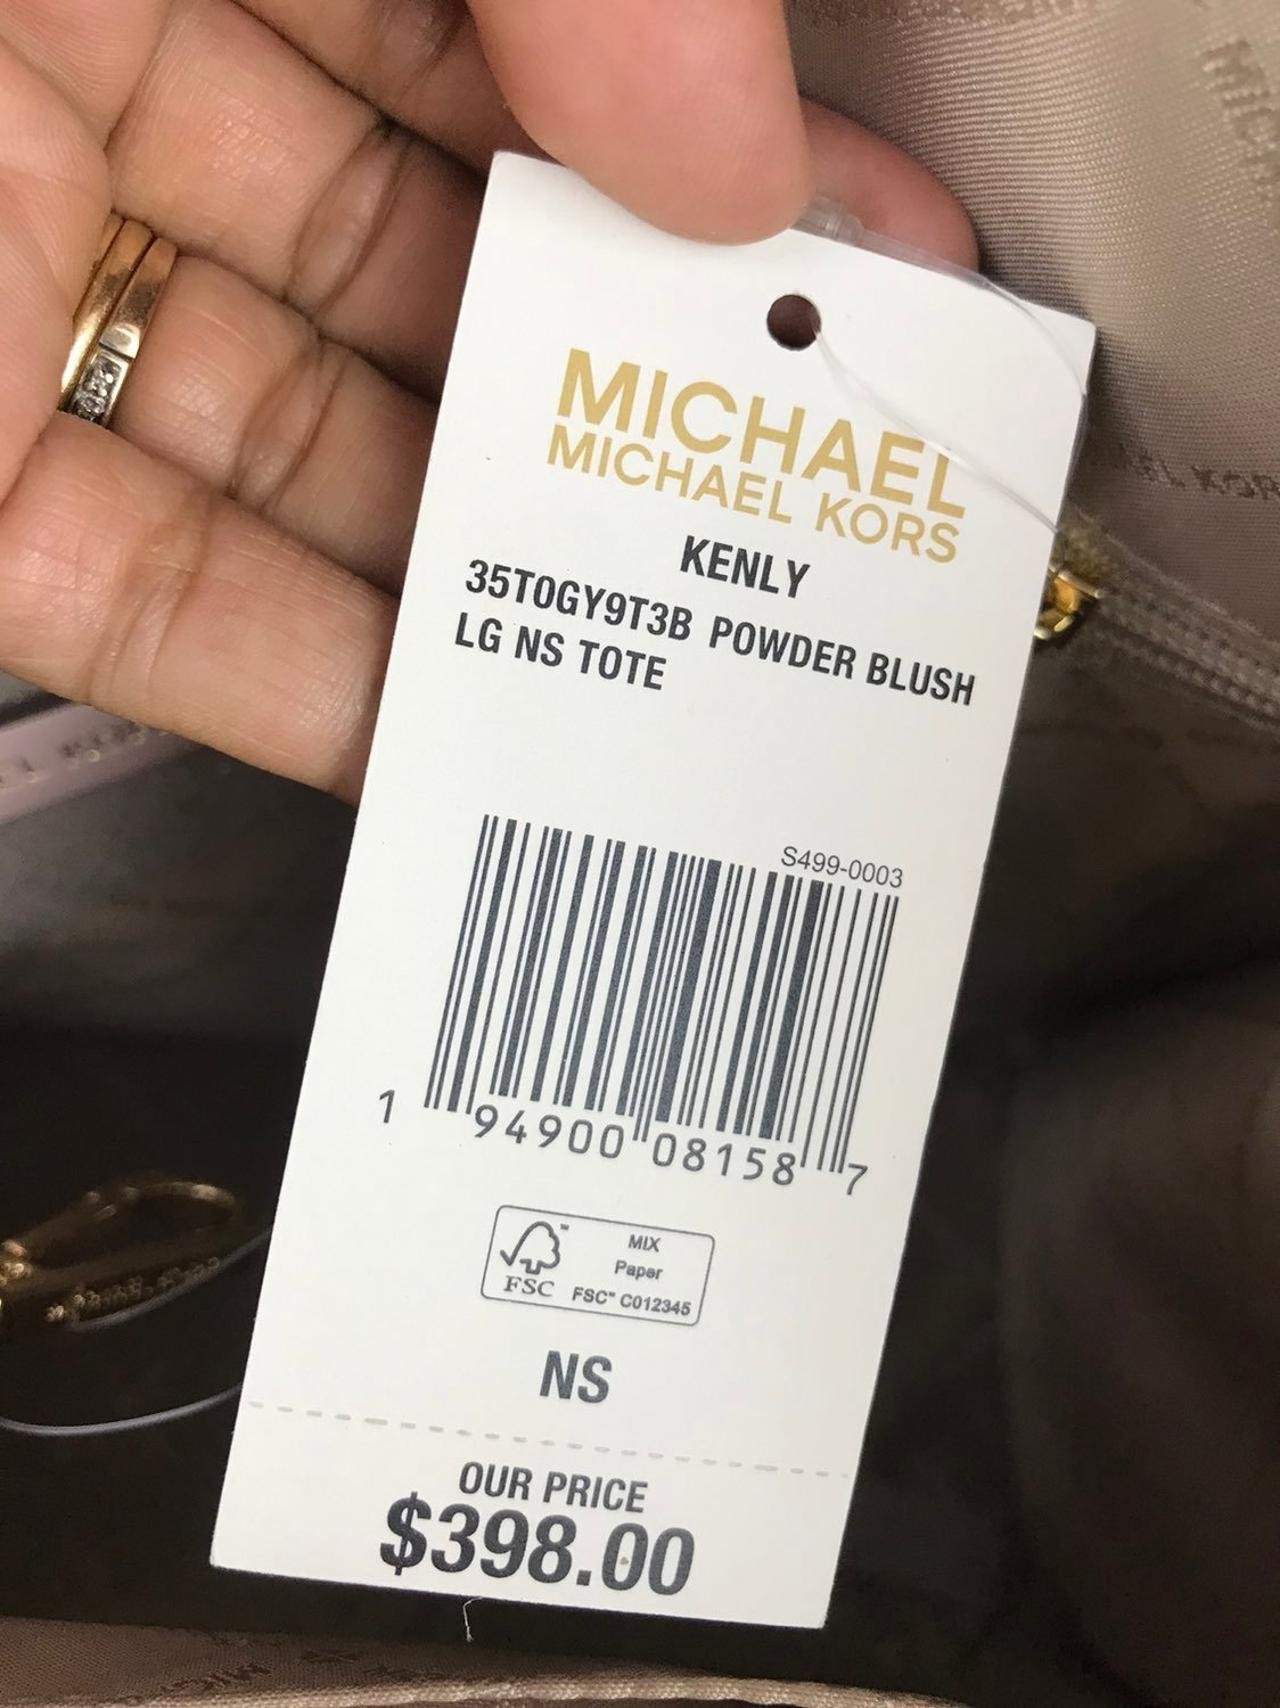 MICHAEL
MICHAEL KORS
KENLY
35T0GY9T3B POWDER BLUSH
LG NS TOTE
S499-0003
1 94900 08158 7
FSC™
MIX
Paper
FSC™ C012345
NS
OUR PRICE
$398.00